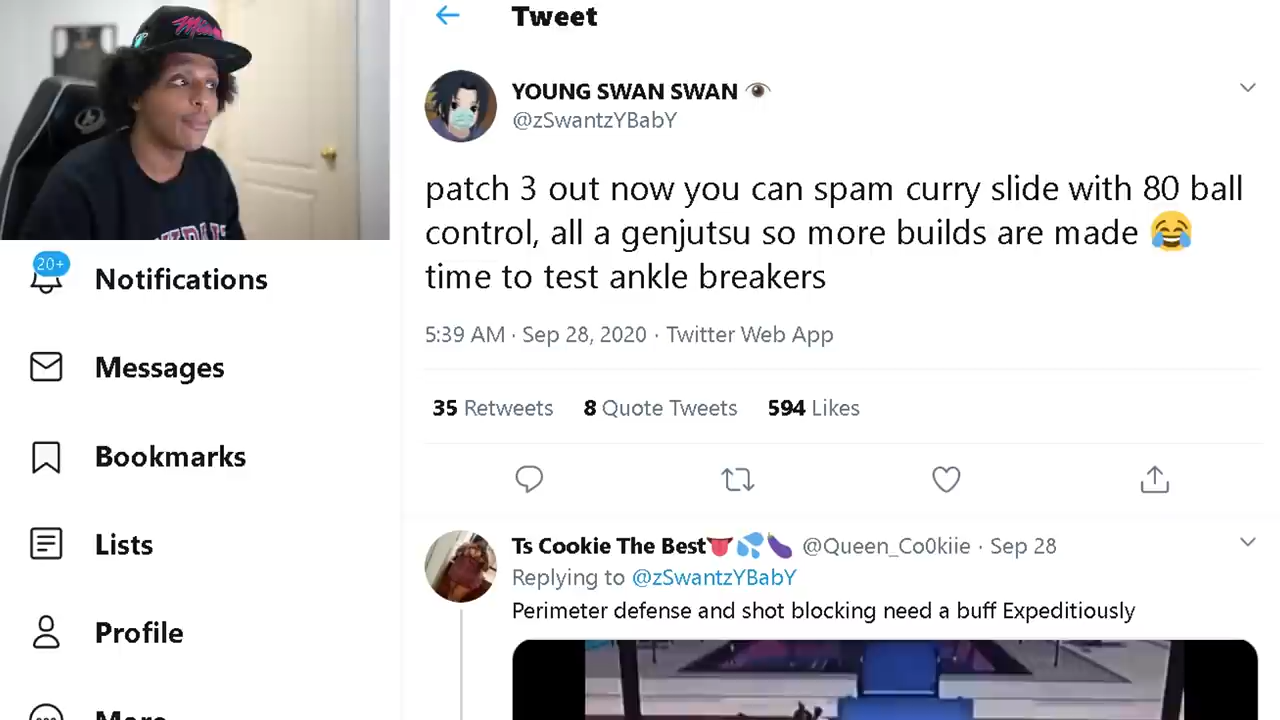 Tweet
YOUNG SWAN SWAN 👁
@zSwantzYBabY
patch 3 out now you can spam curry slide with 80 ball
control, all a genjutsu so more builds are made 😂
time to test ankle breakers
5:39 AM · Sep 28, 2020 · Twitter Web App
35 Retweets 8 Quote Tweets 594 Likes
Ts Cookie The Best👅💦🍆 @Queen_Co0kiie · Sep 28
Replying to @zSwantzYBabY
Perimeter defense and shot blocking need a buff Expeditiously
20+
Notifications
Messages
Bookmarks
Lists
Profile
More